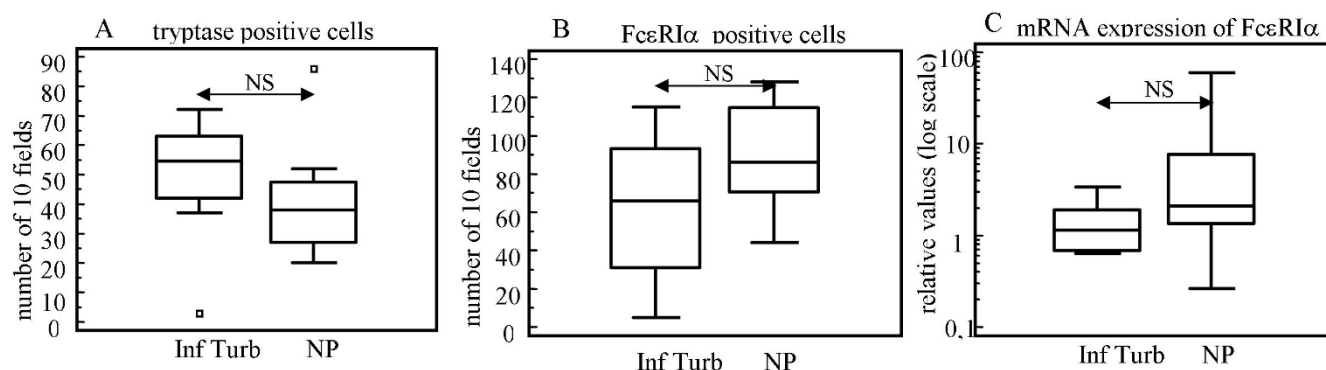 A tryptase positive cells
number of 10 fields
90
80
70
60
50
40
30
20
10
0
NS
Inf Turb NP
B FcεRIα positive cells
number of 10 fields
140
120
100
80
60
40
20
0
NS
Inf Turb NP
C mRNA expression of FcεRIα
relative values (log scale)
100
10
1
0.1
NS
Inf Turb NP